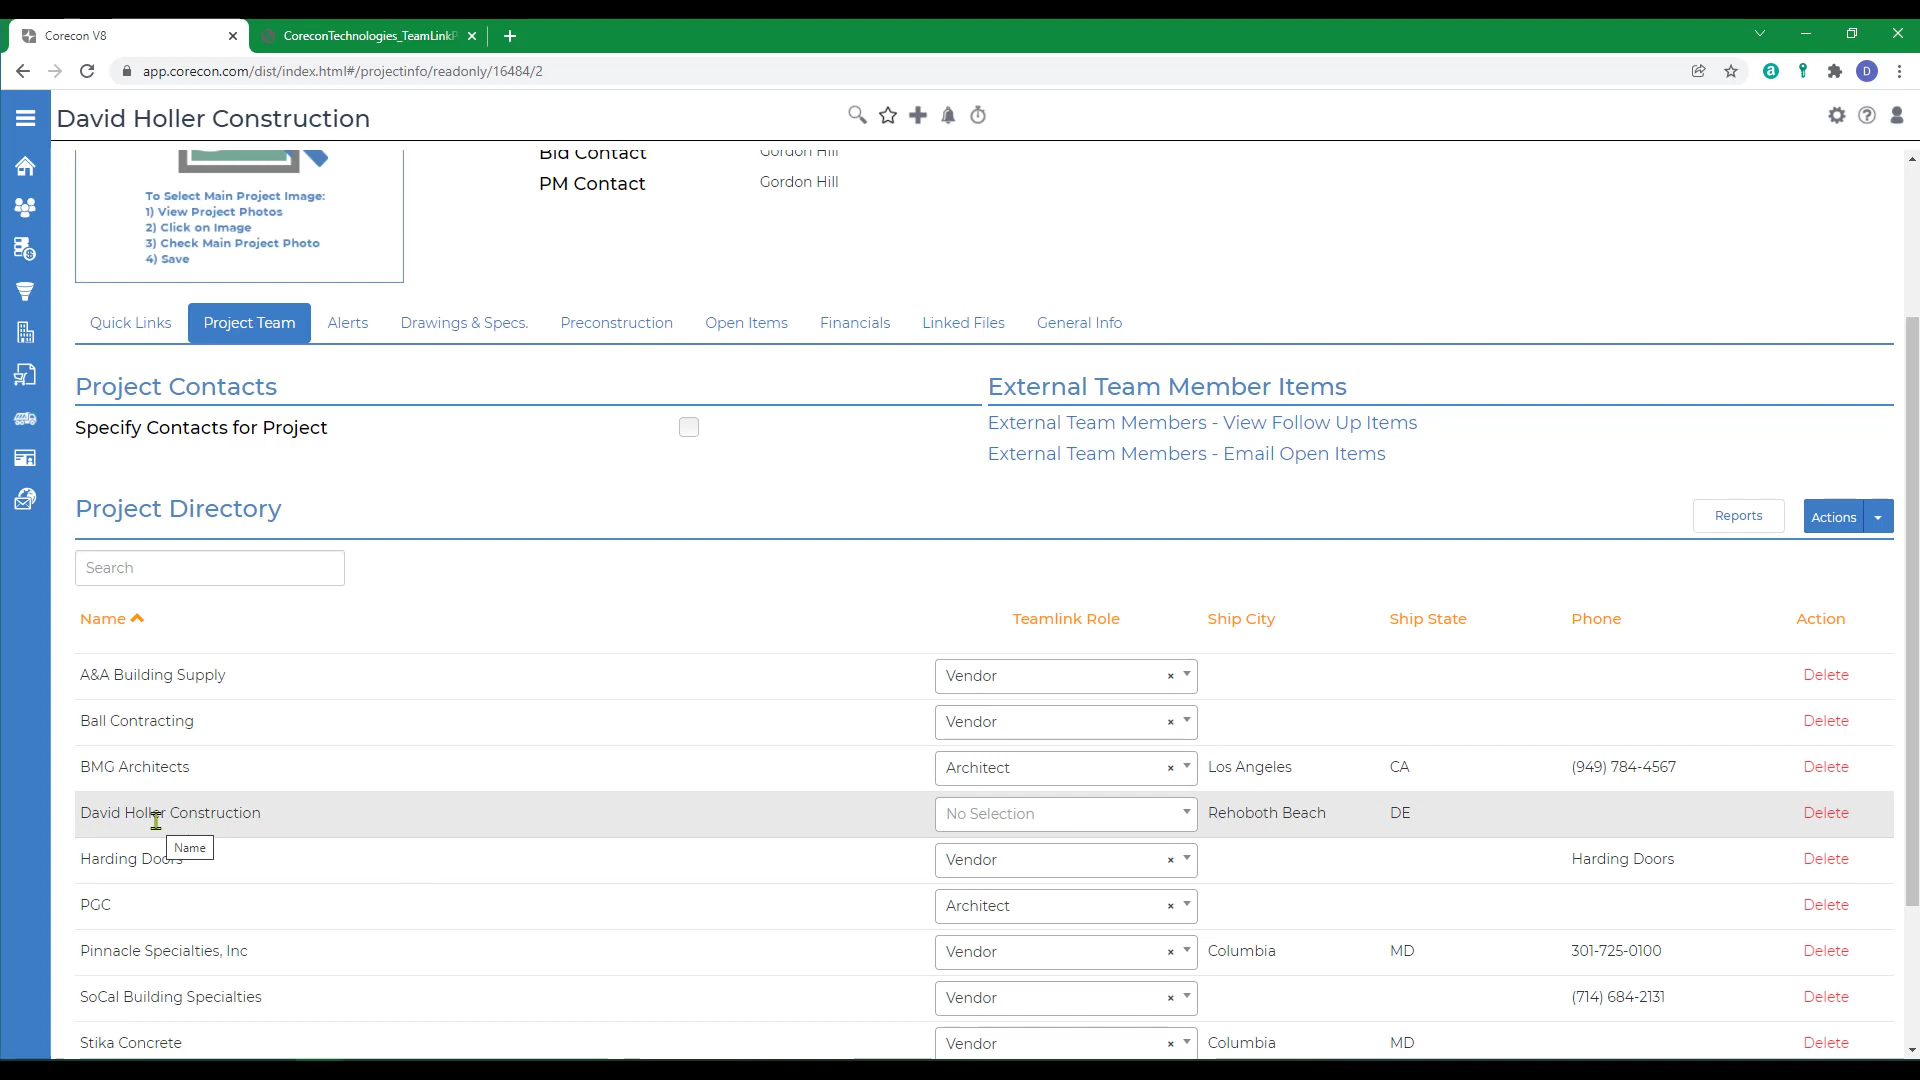 Corecon V8
CoreconTechnologies_TeamLinkP
app.corecon.com/dist/index.html#/projectinfo/readonly/16484/2
D
David Holler Construction
Bid Contact Gordon Hill
PM Contact Gordon Hill
To Select Main Project Image:
1) View Project Photos
2) Click on Image
3) Check Main Project Photo
4) Save
Quick Links Project Team Alerts Drawings & Specs. Preconstruction Open Items Financials Linked Files General Info
Project Contacts
Specify Contacts for Project
External Team Member Items
External Team Members - View Follow Up Items
External Team Members - Email Open Items
Project Directory
Reports Actions
Search
Name Teamlink Role Ship City Ship State Phone Action
A&A Building Supply Vendor × Delete
Ball Contracting Vendor × Delete
BMG Architects Architect × Los Angeles CA (949) 784-4567 Delete
David Holler Construction No Selection Rehoboth Beach DE Delete
Name
Harding Doors Vendor × Harding Doors Delete
PGC Architect × Delete
Pinnacle Specialties, Inc Vendor × Columbia MD 301-725-0100 Delete
SoCal Building Specialties Vendor × (714) 684-2131 Delete
Stika Concrete Vendor × Columbia MD Delete